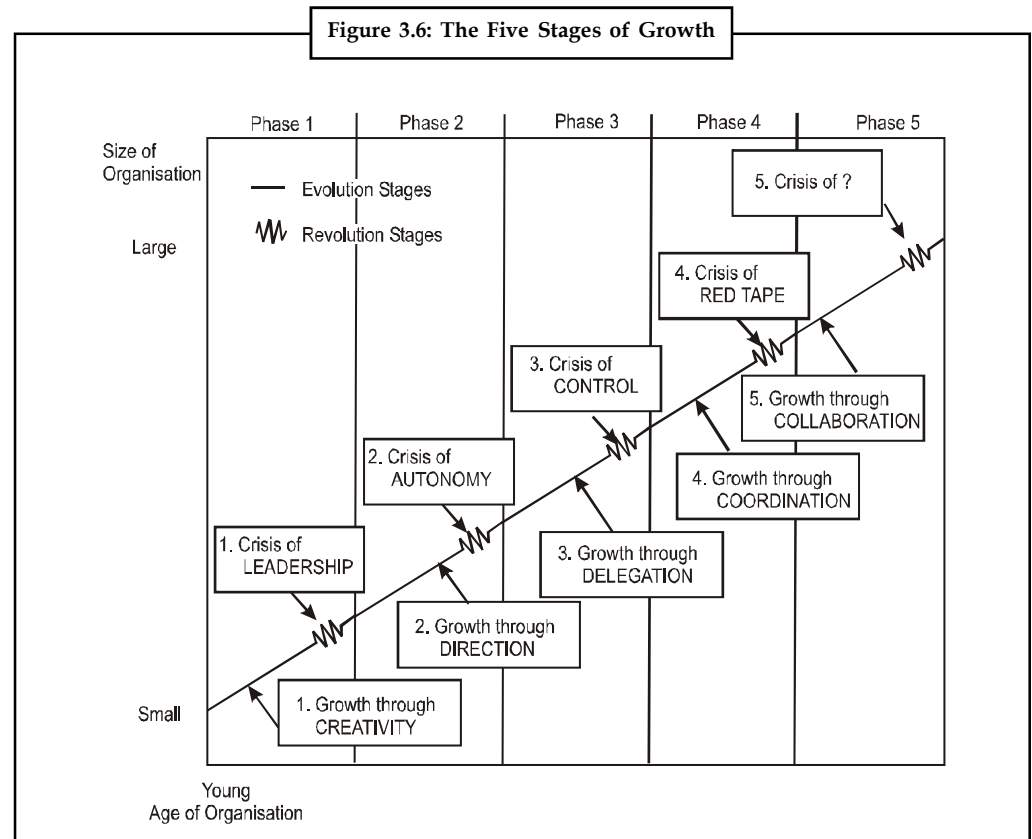 Figure 3.6: The Five Stages of Growth
Phase 1
Phase 2
Phase 3
Phase 4
Phase 5
Size of
Organisation
Evolution Stages
Revolution Stages
Large
5. Crisis of ?
4. Crisis of
RED TAPE
3. Crisis of
CONTROL
2. Crisis of
AUTONOMY
1. Crisis of
LEADERSHIP
5. Growth through
COLLABORATION
4. Growth through
COORDINATION
3. Growth through
DELEGATION
2. Growth through
DIRECTION
1. Growth through
CREATIVITY
Small
Young
Age of Organisation